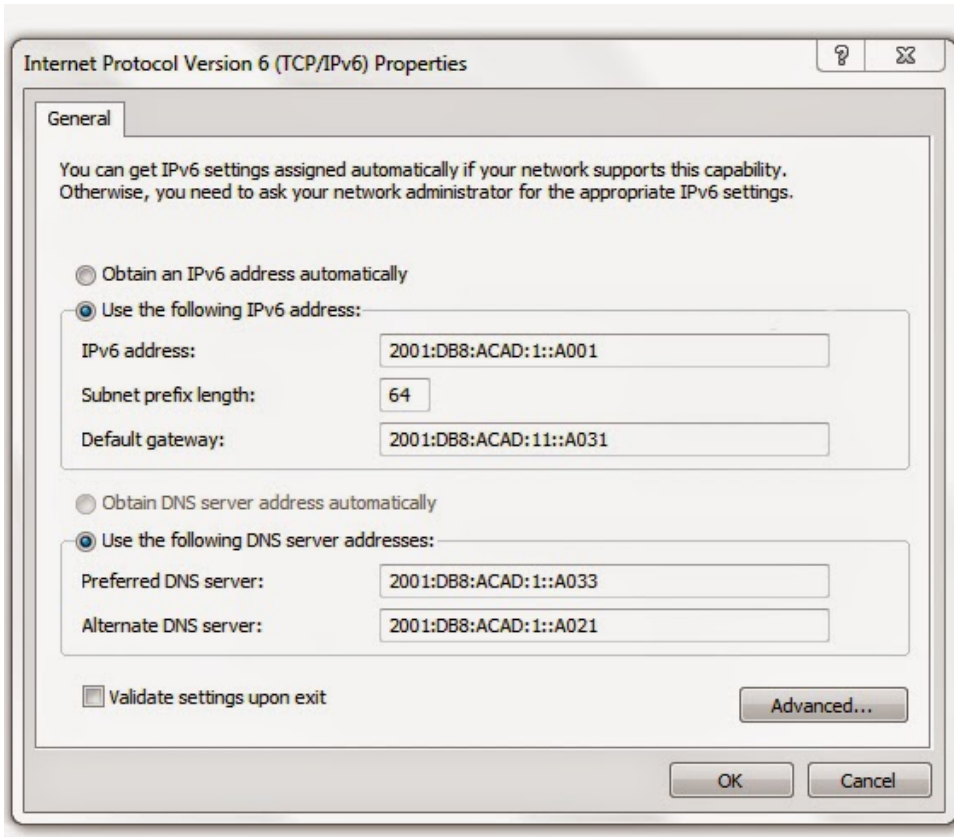 Internet Protocol Version 6 (TCP/IPv6) Properties
General
You can get IPv6 settings assigned automatically if your network supports this capability.
Otherwise, you need to ask your network administrator for the appropriate IPv6 settings.
Obtain an IPv6 address automatically
Use the following IPv6 address:
IPv6 address: 2001:DB8:ACAD:1::A001
Subnet prefix length: 64
Default gateway: 2001:DB8:ACAD:11::A031
Obtain DNS server address automatically
Use the following DNS server addresses:
Preferred DNS server: 2001:DB8:ACAD:1::A033
Alternate DNS server: 2001:DB8:ACAD:1::A021
Validate settings upon exit
Advanced...
OK Cancel